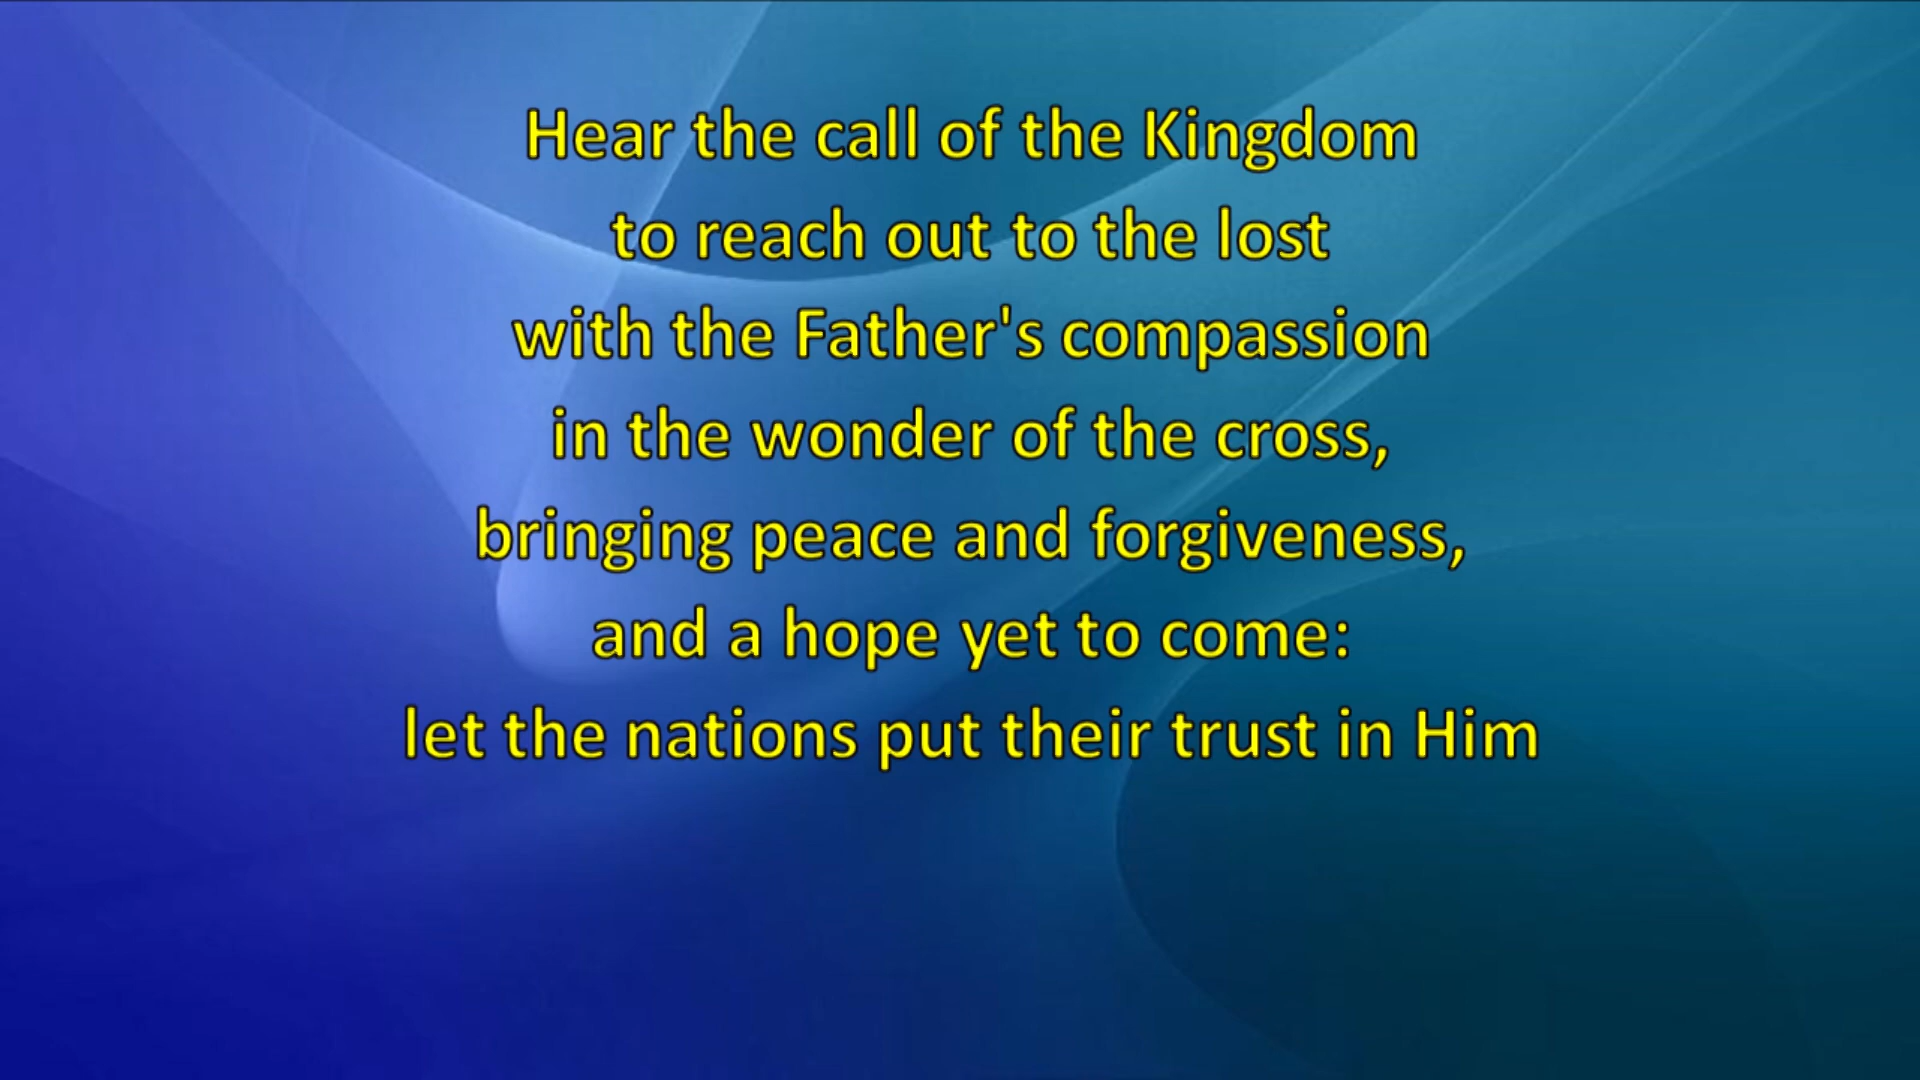 Hear the call of the Kingdom
to reach out to the lost
with the Father's compassion
in the wonder of the cross,
bringing peace and forgiveness,
and a hope yet to come:
let the nations put their trust in Him